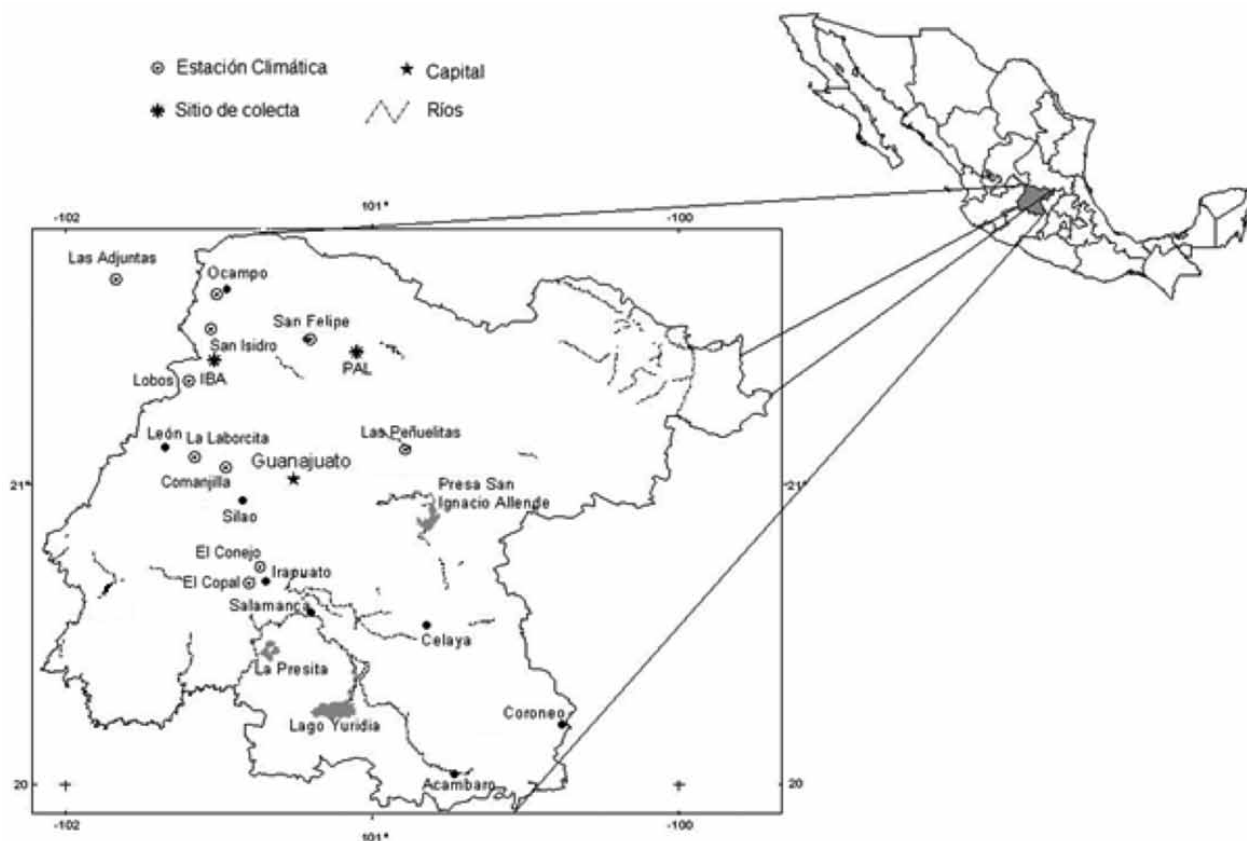 Estación Climática
Capital
Sitio de colecta
Ríos
-102
101°
-100
Las Adjuntas
Ocampo
San Felipe
San Isidro
PAL
Lobos
IBA
León
La Laborcita
Las Peñuelitas
Guanajuato
Comanjilla
Presa San
Ignacio Allende
21°
21°
Silao
El Conejo
Irapuato
El Copal
Salamanca
Celaya
La Presita
Coroneo
Lago Yuridia
Acambaro
20
20
-102
101°
-100